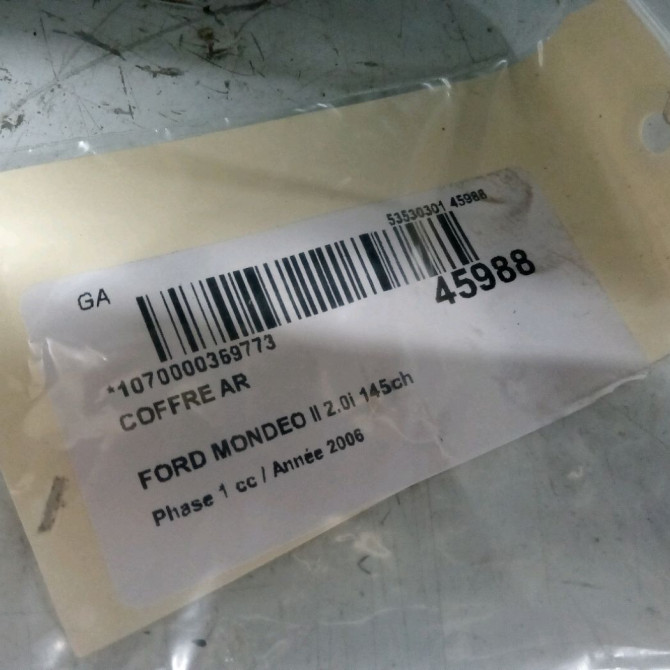 53530301 45988
GA
45988
*1070000369773
COFFRE AR
FORD MONDEO II 2.0i 145ch
Phase 1 cc / Année 2006